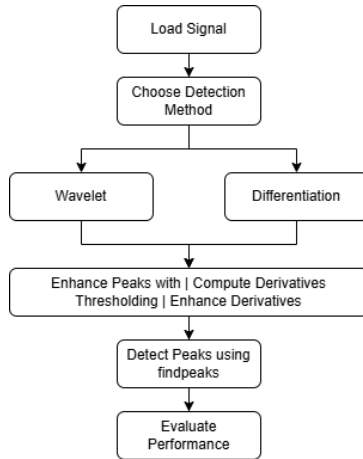 Load Signal
Choose Detection
Method
Wavelet
Differentiation
Enhance Peaks with | Compute Derivatives
Thresholding | Enhance Derivatives
Detect Peaks using
findpeaks
Evaluate
Performance